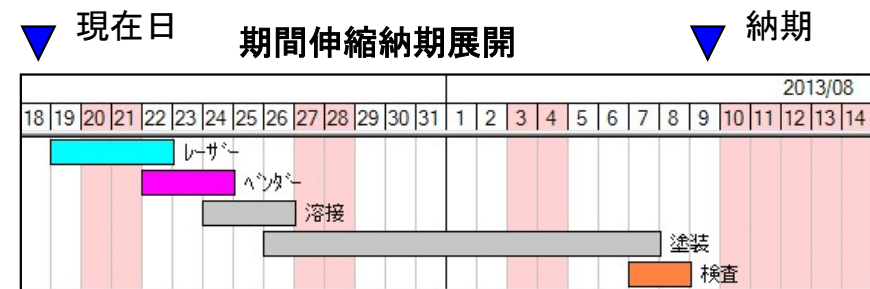 現在日
期間伸縮納期展開
納期
2013/08
18 19 20 21 22 23 24 25 26 27 28 29 30 31 1 2 3 4 5 6 7 8 9 10 11 12 13 14
ﾚｰｻﾞｰ
ﾍﾞﾝﾀﾞｰ
溶接
塗装
検査